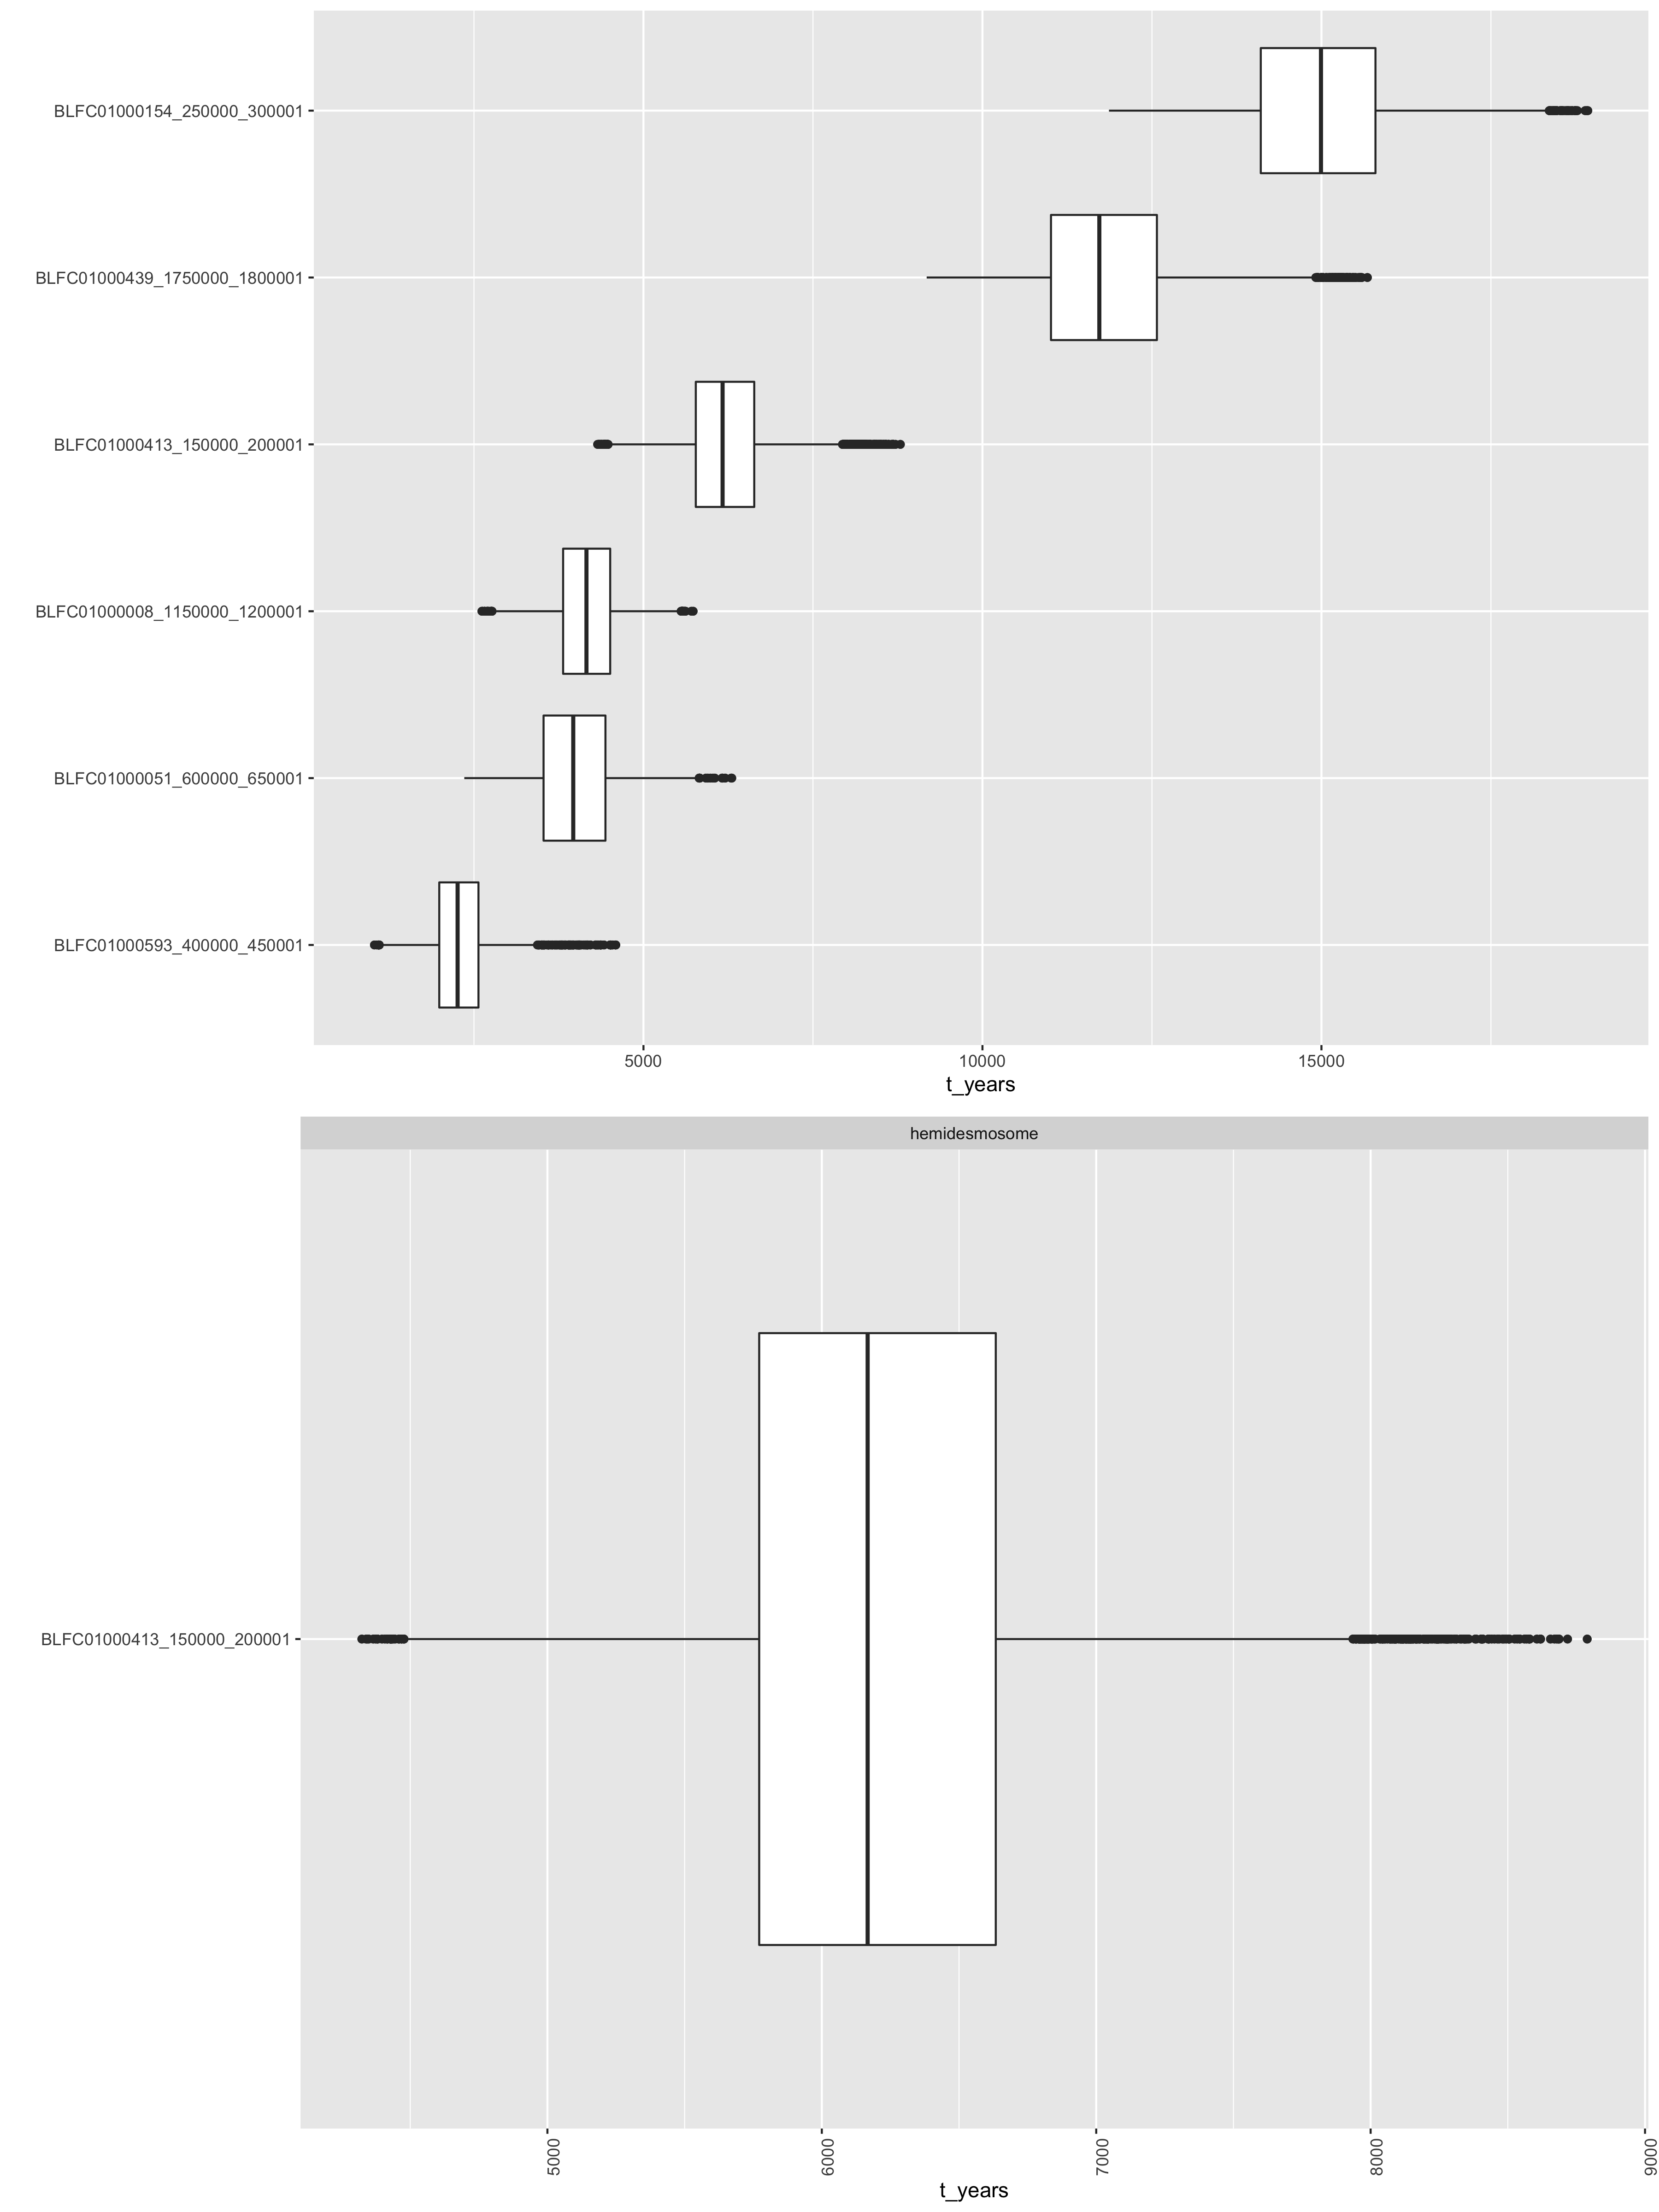 BLFC01000154_250000_300001
BLFC01000439_1750000_1800001
BLFC01000413_150000_200001
BLFC01000008_1150000_1200001
BLFC01000051_600000_650001
BLFC01000593_400000_450001
5000 10000 15000
t_years
hemidesmosome
BLFC01000413_150000_200001
5000 6000 7000 8000 9000
t_years